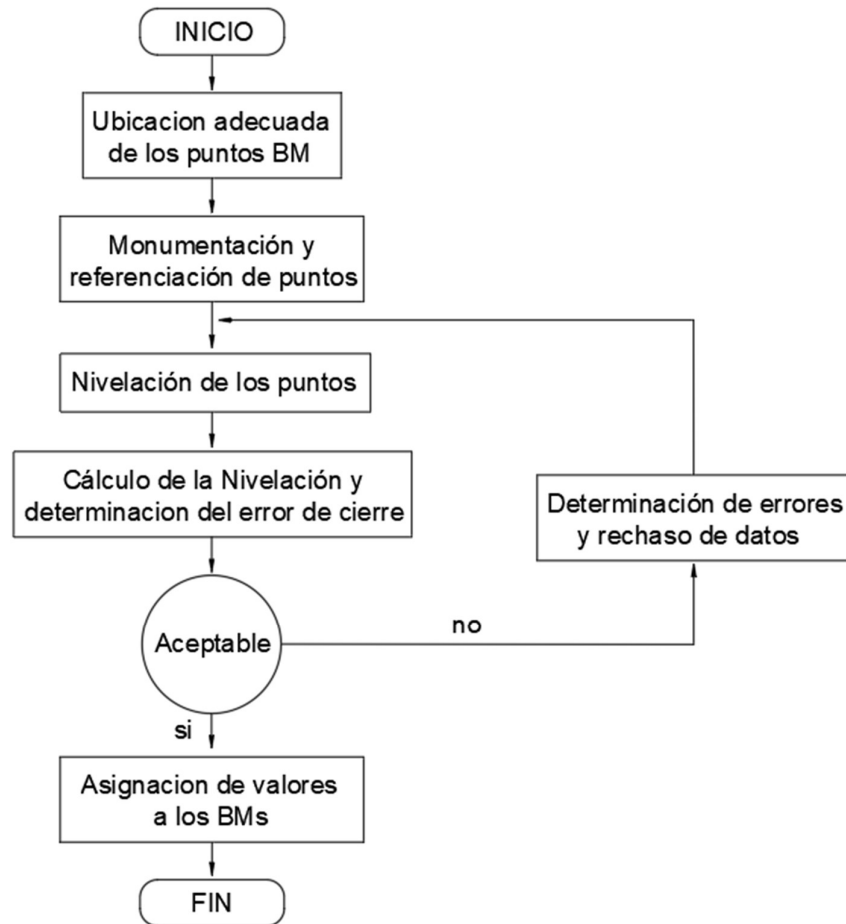 INICIO
Ubicacion adecuada
de los puntos BM
Monumentación y
referenciación de puntos
Nivelación de los puntos
Cálculo de la Nivelación y
determinacion del error de cierre
Determinación de errores
y rechaso de datos
Aceptable
no
si
Asignacion de valores
a los BMs
FIN